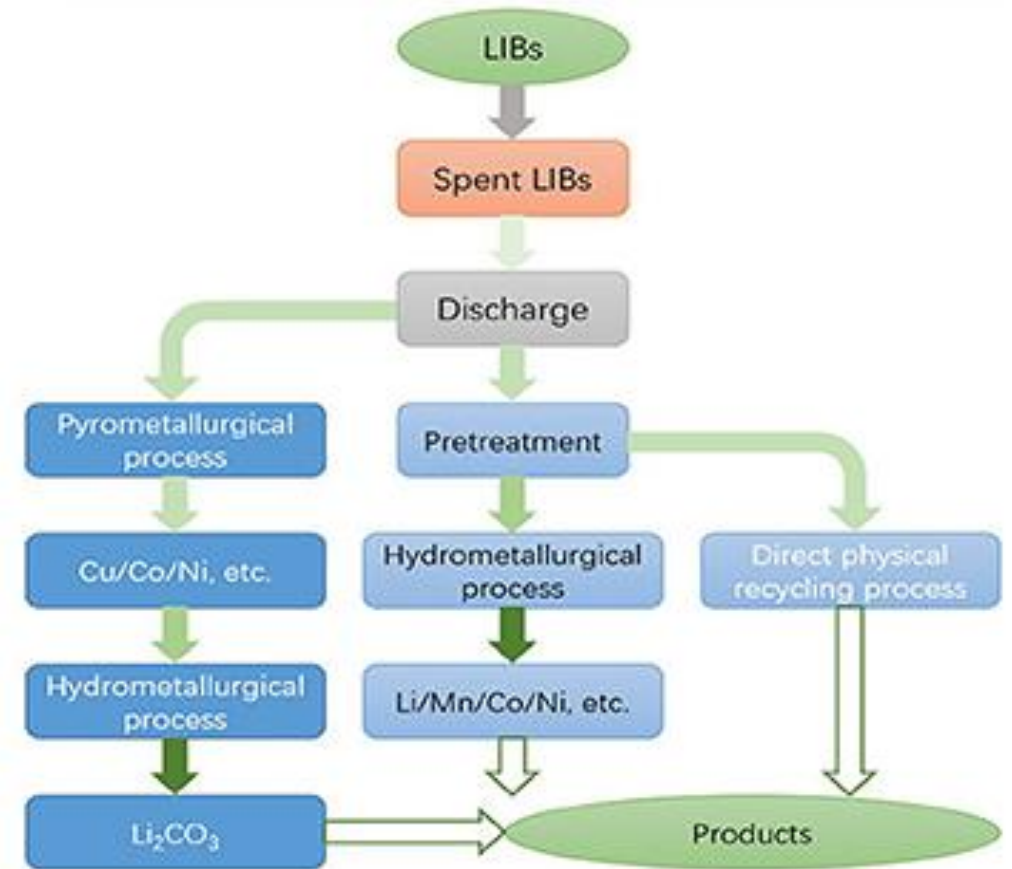 LIBs
Spent LIBs
Discharge
Pyrometallurgical
process
Pretreatment
Cu/Co/Ni, etc.
Hydrometallurgical
process
Direct physical
recycling process
Hydrometallurgical
process
Li/Mn/Co/Ni, etc.
Li₂CO₃
Products